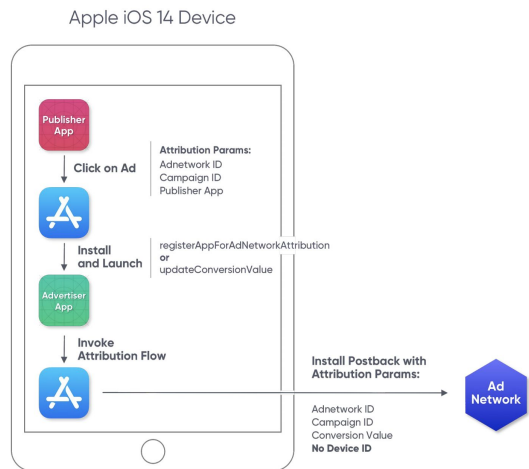 Apple iOS 14 Device
Publisher
App
Click on Ad
Attribution Params:
Adnetwork ID
Campaign ID
Publisher App
Install
and Launch
registerAppForAdNetworkAttribution
or
updateConversionValue
Advertiser
App
Invoke
Attribution Flow
Install Postback with
Attribution Params:
Adnetwork ID
Campaign ID
Conversion Value
No Device ID
Ad
Network